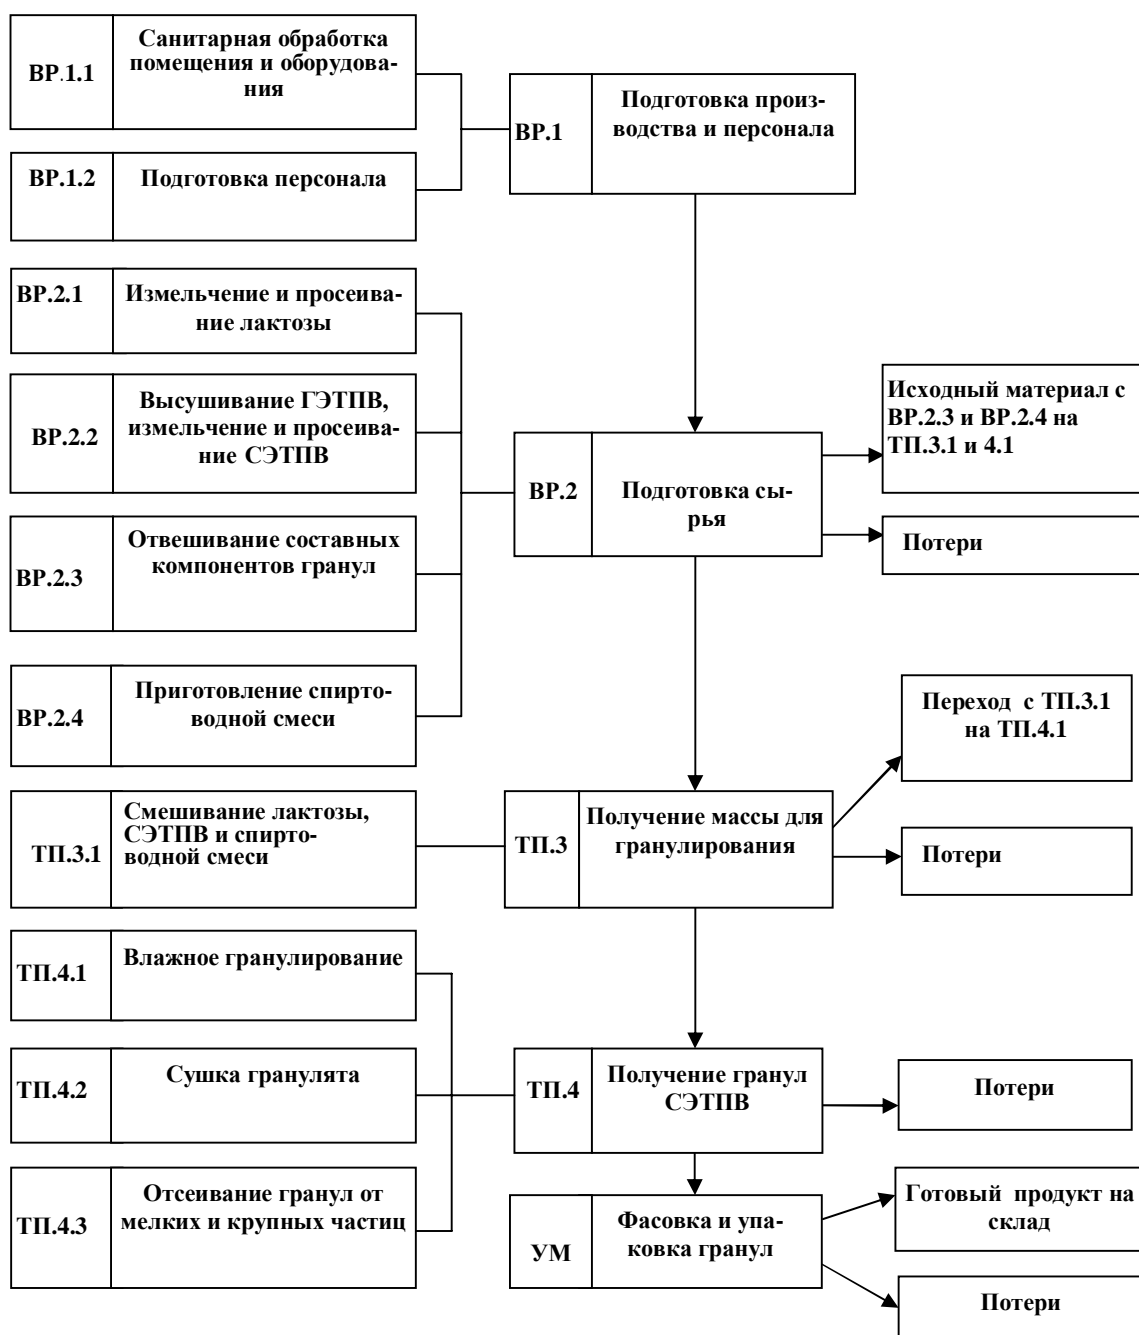 ВР.1.1
Санитарная обработка
помещения и оборудова-
ния
ВР.1
Подготовка произ-
водства и персонала
ВР.1.2
Подготовка персонала
ВР.2.1
Измельчение и просеива-
ние лактозы
ВР.2.2
Высушивание ГЭТПВ,
измельчение и просеива-
ние СЭТПВ
Исходный материал с
ВР.2.3 и ВР.2.4 на
ТП.3.1 и 4.1
ВР.2
Подготовка сы-
рья
Потери
ВР.2.3
Отвешивание составных
компонентов гранул
ВР.2.4
Приготовление спирто-
водной смеси
Переход с ТП.3.1
на ТП.4.1
ТП.3.1
Смешивание лактозы,
СЭТПВ и спирто-
водной смеси
ТП.3
Получение массы для
гранулирования
Потери
ТП.4.1
Влажное гранулирование
ТП.4.2
Сушка гранулята
ТП.4
Получение гранул
СЭТПВ
Потери
ТП.4.3
Отсеивание гранул от
мелких и крупных частиц
УМ
Фасовка и упа-
ковка гранул
Готовый продукт на
склад
Потери